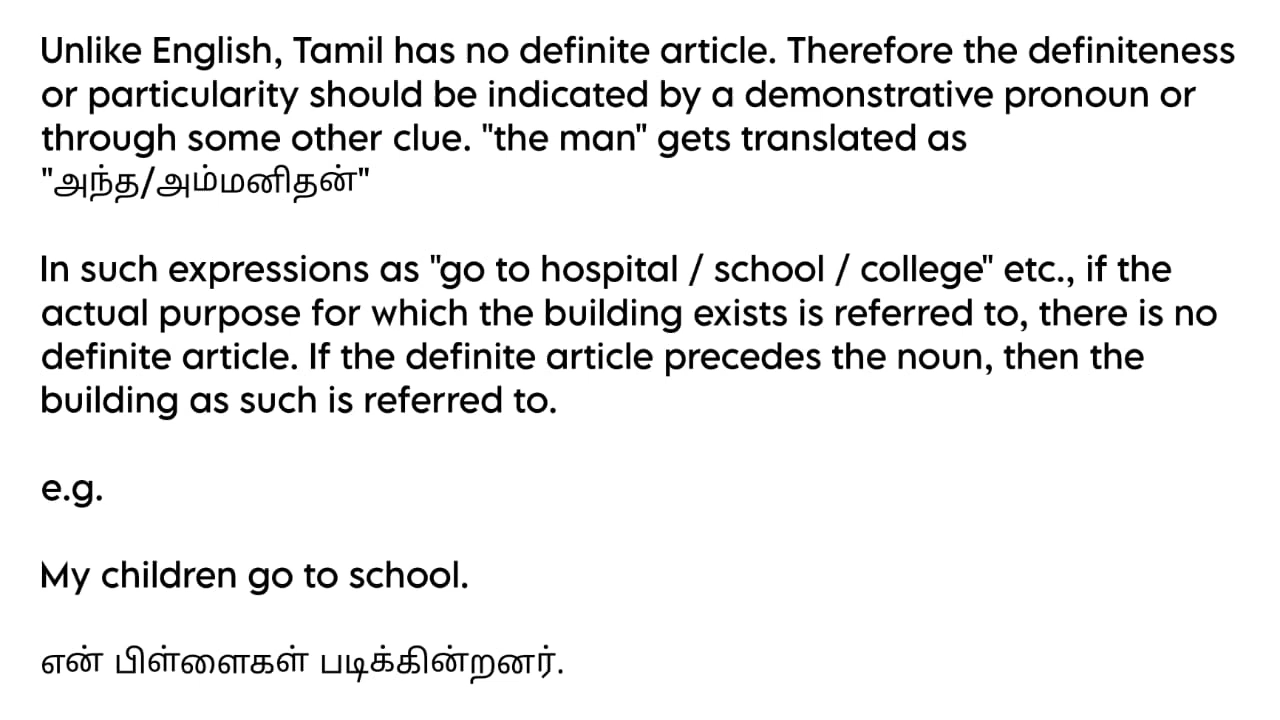 Unlike English, Tamil has no definite article. Therefore the definiteness
or particularity should be indicated by a demonstrative pronoun or
through some other clue. "the man" gets translated as
"அந்த/அம்மனிதன்"
In such expressions as "go to hospital / school / college" etc., if the
actual purpose for which the building exists is referred to, there is no
definite article. If the definite article precedes the noun, then the
building as such is referred to.
e.g.
My children go to school.
என் பிள்ளைகள் படிக்கின்றனர்.